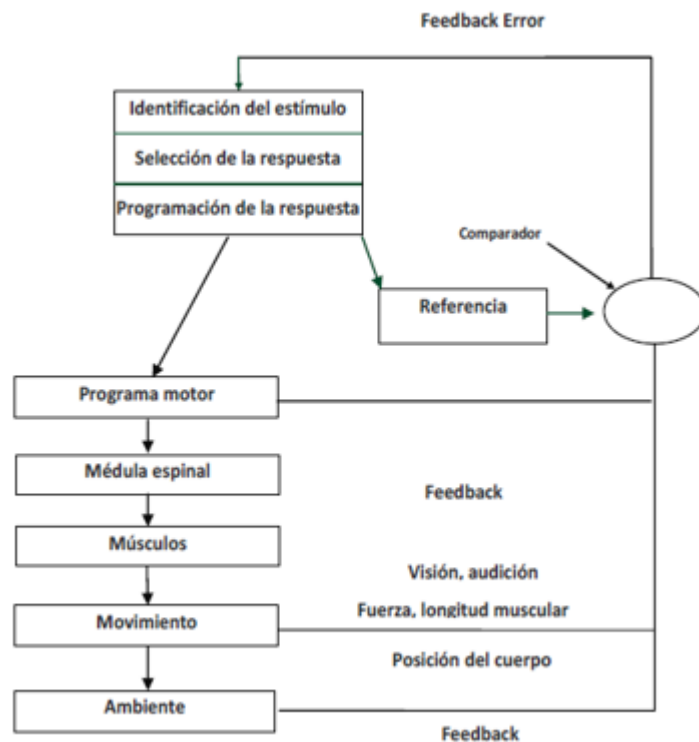 Feedback Error
Identificación del estímulo
Selección de la respuesta
Programación de la respuesta
Comparador
Referencia
Programa motor
Médula espinal
Feedback
Músculos
Visión, audición
Fuerza, longitud muscular
Movimiento
Posición del cuerpo
Ambiente
Feedback